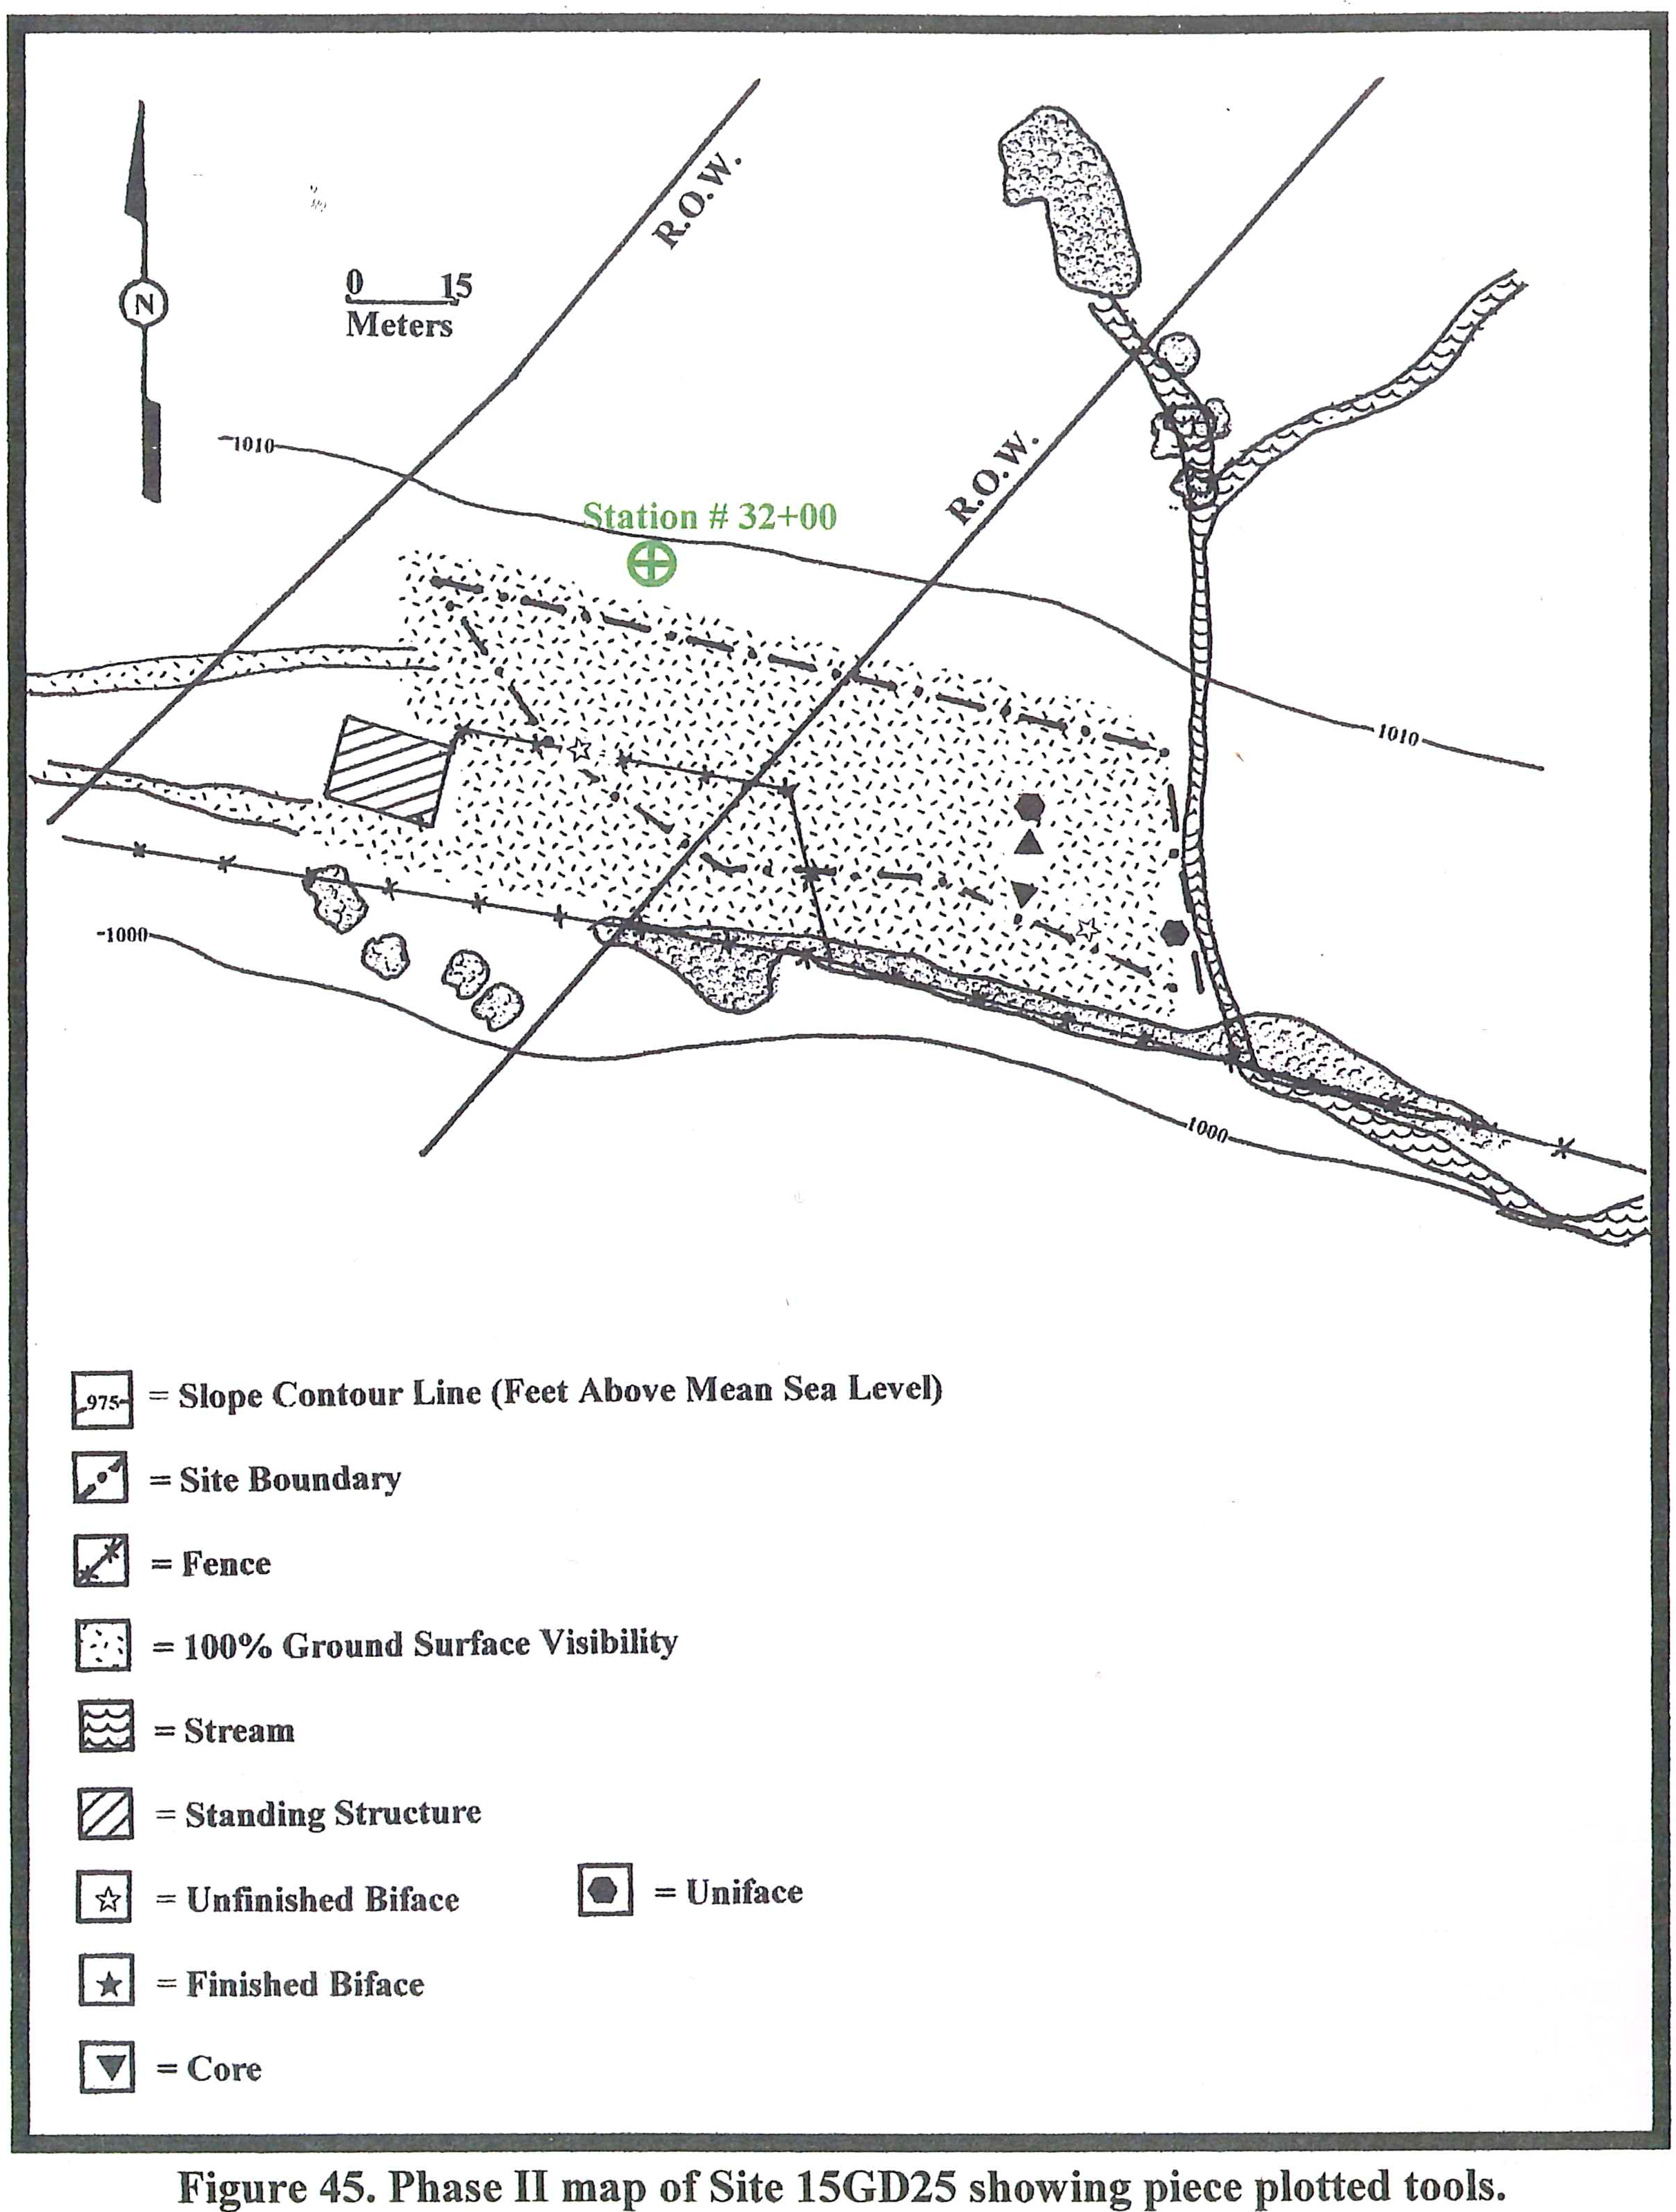 R.O.W.
N
0 15
Meters
1010
R.O.W.
Station # 32+00
1010
1000
1000
975
= Slope Contour Line (Feet Above Mean Sea Level)
= Site Boundary
= Fence
= 100% Ground Surface Visibility
= Stream
= Standing Structure
= Unfinished Biface
= Uniface
= Finished Biface
= Core
Figure 45. Phase II map of Site 15GD25 showing piece plotted tools.